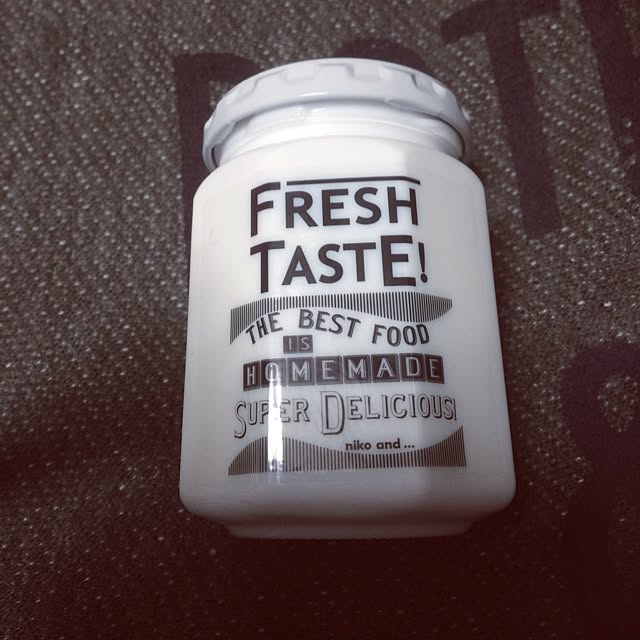 FRESH
TASTE!
THE BEST FOOD
IS
HOMEMADE
SUPER DELICIOUS!
niko and ...